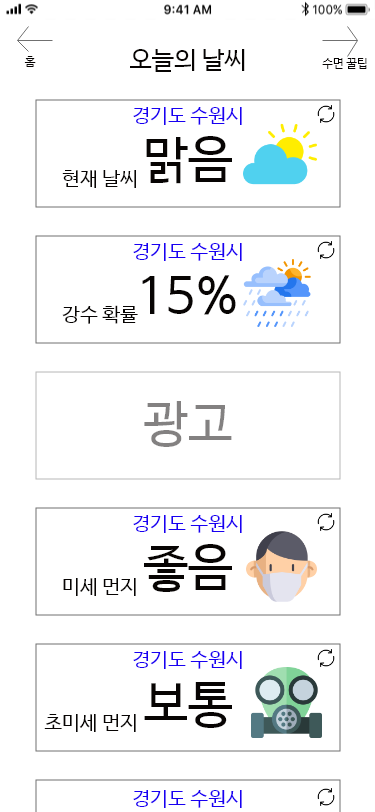 9:41 AM 100%
홈
오늘의 날씨
수면 꿀팁
경기도 수원시
현재 날씨 맑음
경기도 수원시
강수 확률 15%
광고
경기도 수원시
미세 먼지 좋음
경기도 수원시
초미세 먼지 보통
경기도 수원시